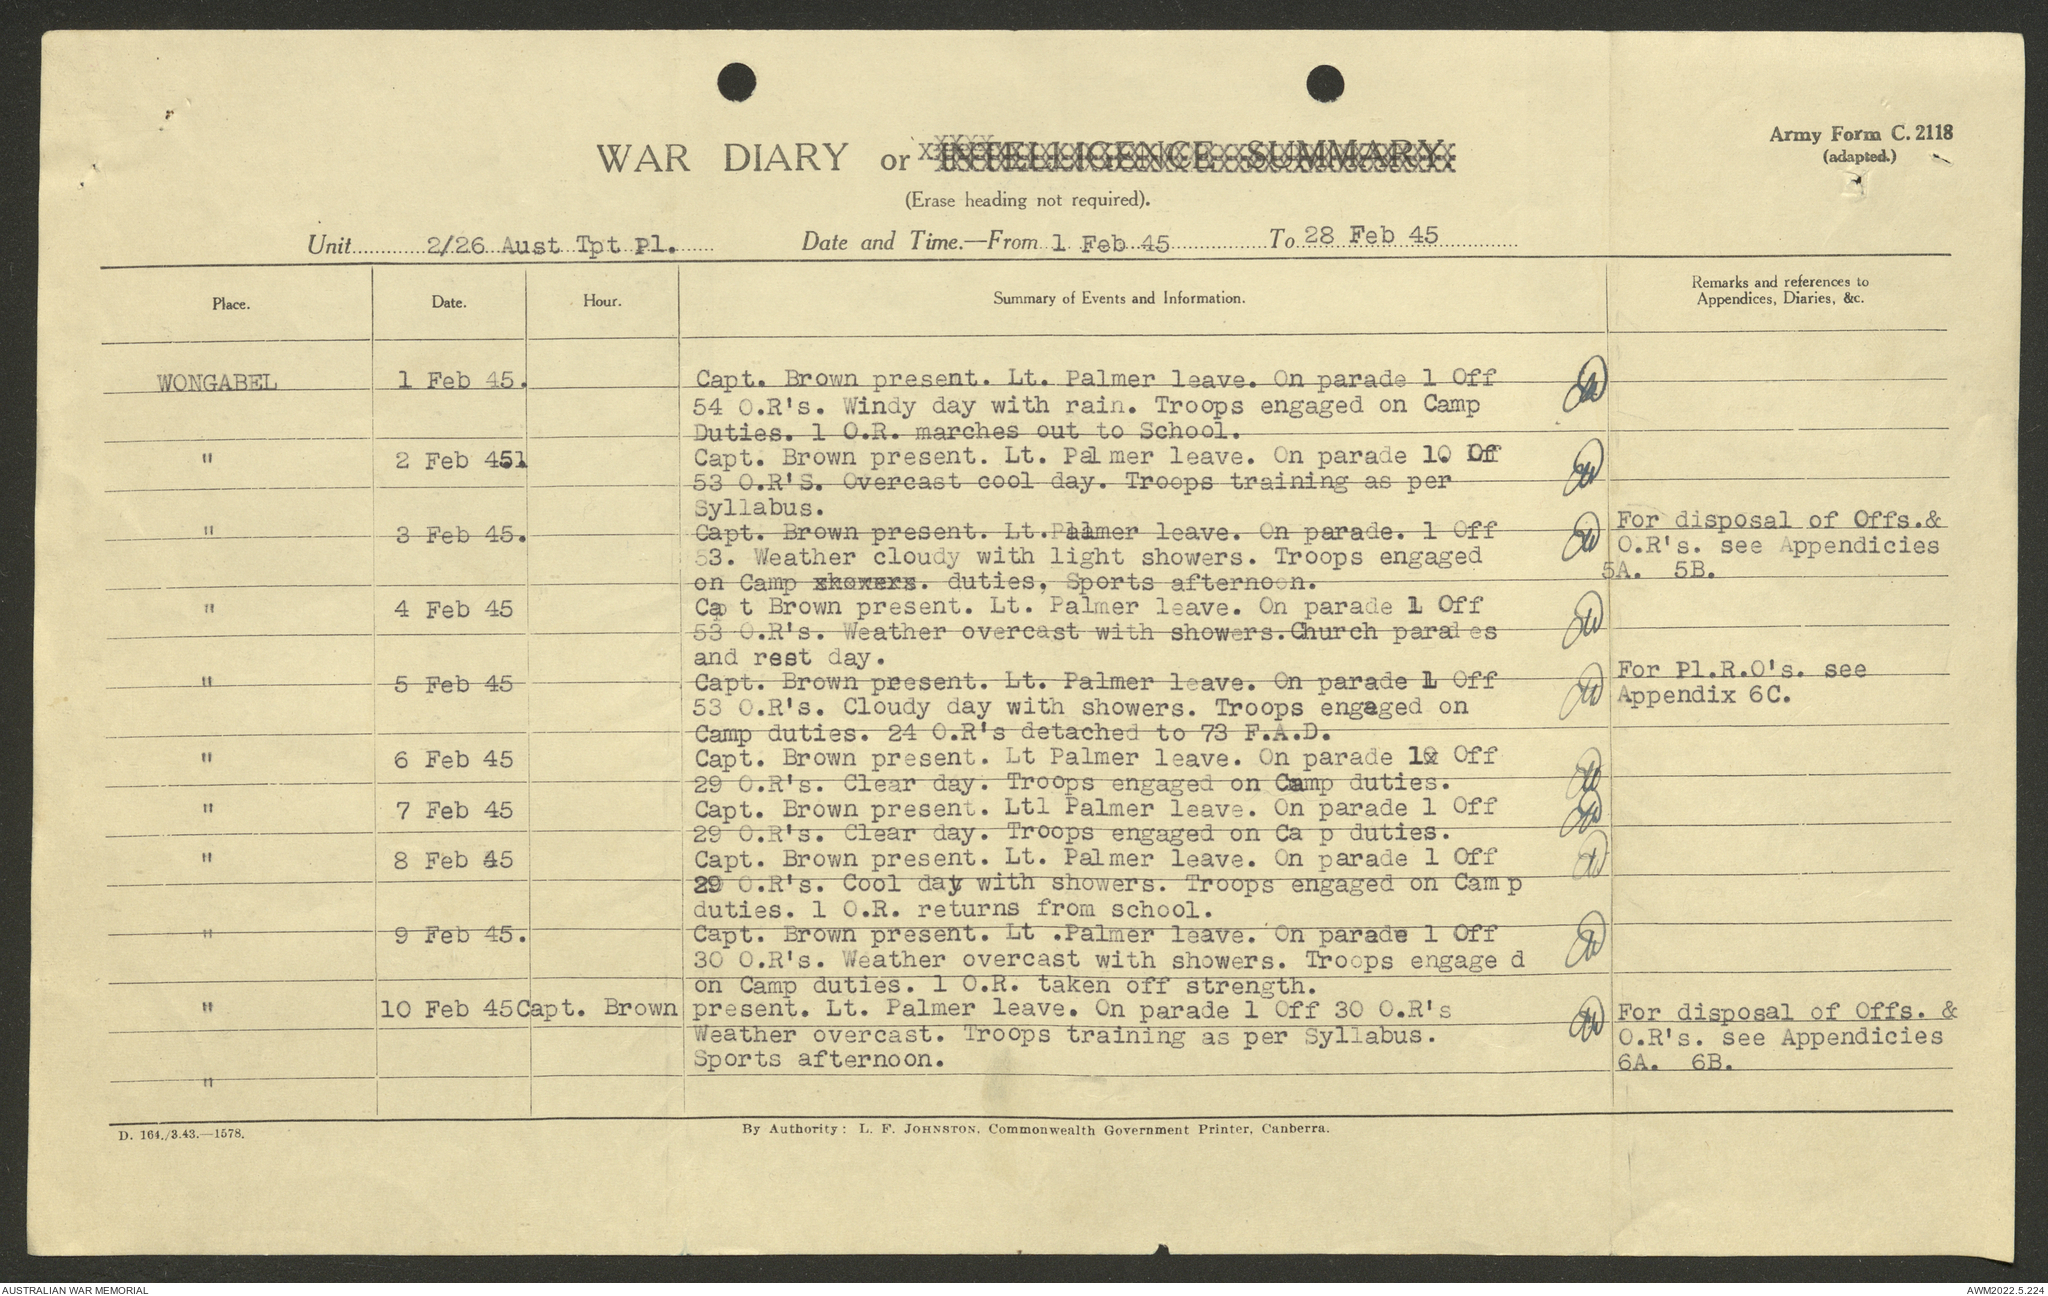 Army Form C. 2118
(adapted.)
WAR DIARY or INTELLIGENCE SUMMARY.
(Erase heading not required).
Unit 2/26 Aust Tpt Pl. Date and Time.—From 1 Feb 45 To 28 Feb 45
Place. Date. Hour. Summary of Events and Information. Remarks and references to
Appendices, Diaries, &c.
WONGABEL 1 Feb 45. Capt. Brown present. Lt. Palmer leave. On parade 1 Off
54 O.R's. Windy day with rain. Troops engaged on Camp
Duties. 1 O.R. marches out to School.
" 2 Feb 451 Capt. Brown present. Lt. Pal mer leave. On parade 10 Off
53 O.R'S. Overcast cool day. Troops training as per
Syllabus.
" 3 Feb 45. Capt. Brown present. Lt.Palmer leave. On parade. 1 Off For disposal of Offs.&
53. Weather cloudy with light showers. Troops engaged O.R's. see Appendicies
on Camp showers. duties, Sports afternoon. 5A. 5B.
" 4 Feb 45 Cap t Brown present. Lt. Palmer leave. On parade 1 Off
53 O.R's. Weather overcast with showers.Church parad es
and rest day.
" 5 Feb 45 Capt. Brown present. Lt. Palmer leave. On parade 1 Off For Pl.R.O's. see
53 O.R's. Cloudy day with showers. Troops engaged on Appendix 6C.
Camp duties. 24 O.R's detached to 73 F.A.D.
" 6 Feb 45 Capt. Brown present. Lt Palmer leave. On parade 1x Off
29 O.R's. Clear day. Troops engaged on Camp duties.
" 7 Feb 45 Capt. Brown present. Ltl Palmer leave. On parade 1 Off
29 O.R's. Clear day. Troops engaged on Ca p duties.
" 8 Feb 45 Capt. Brown present. Lt. Palmer leave. On parade 1 Off
29 O.R's. Cool day with showers. Troops engaged on Cam p
duties. 1 O.R. returns from school.
" 9 Feb 45. Capt. Brown present. Lt .Palmer leave. On parade 1 Off
30 O.R's. Weather overcast with showers. Troops engage d
on Camp duties. 1 O.R. taken off strength.
" 10 Feb 45 Capt. Brown present. Lt. Palmer leave. On parade 1 Off 30 O.R's For disposal of Offs. &
Weather overcast. Troops training as per Syllabus. O.R's. see Appendicies
Sports afternoon. 6A. 6B.
"
D. 164./3.43.—1578. By Authority: L. F. JOHNSTON, Commonwealth Government Printer, Canberra.
AUSTRALIAN WAR MEMORIAL AWM2022.5.224